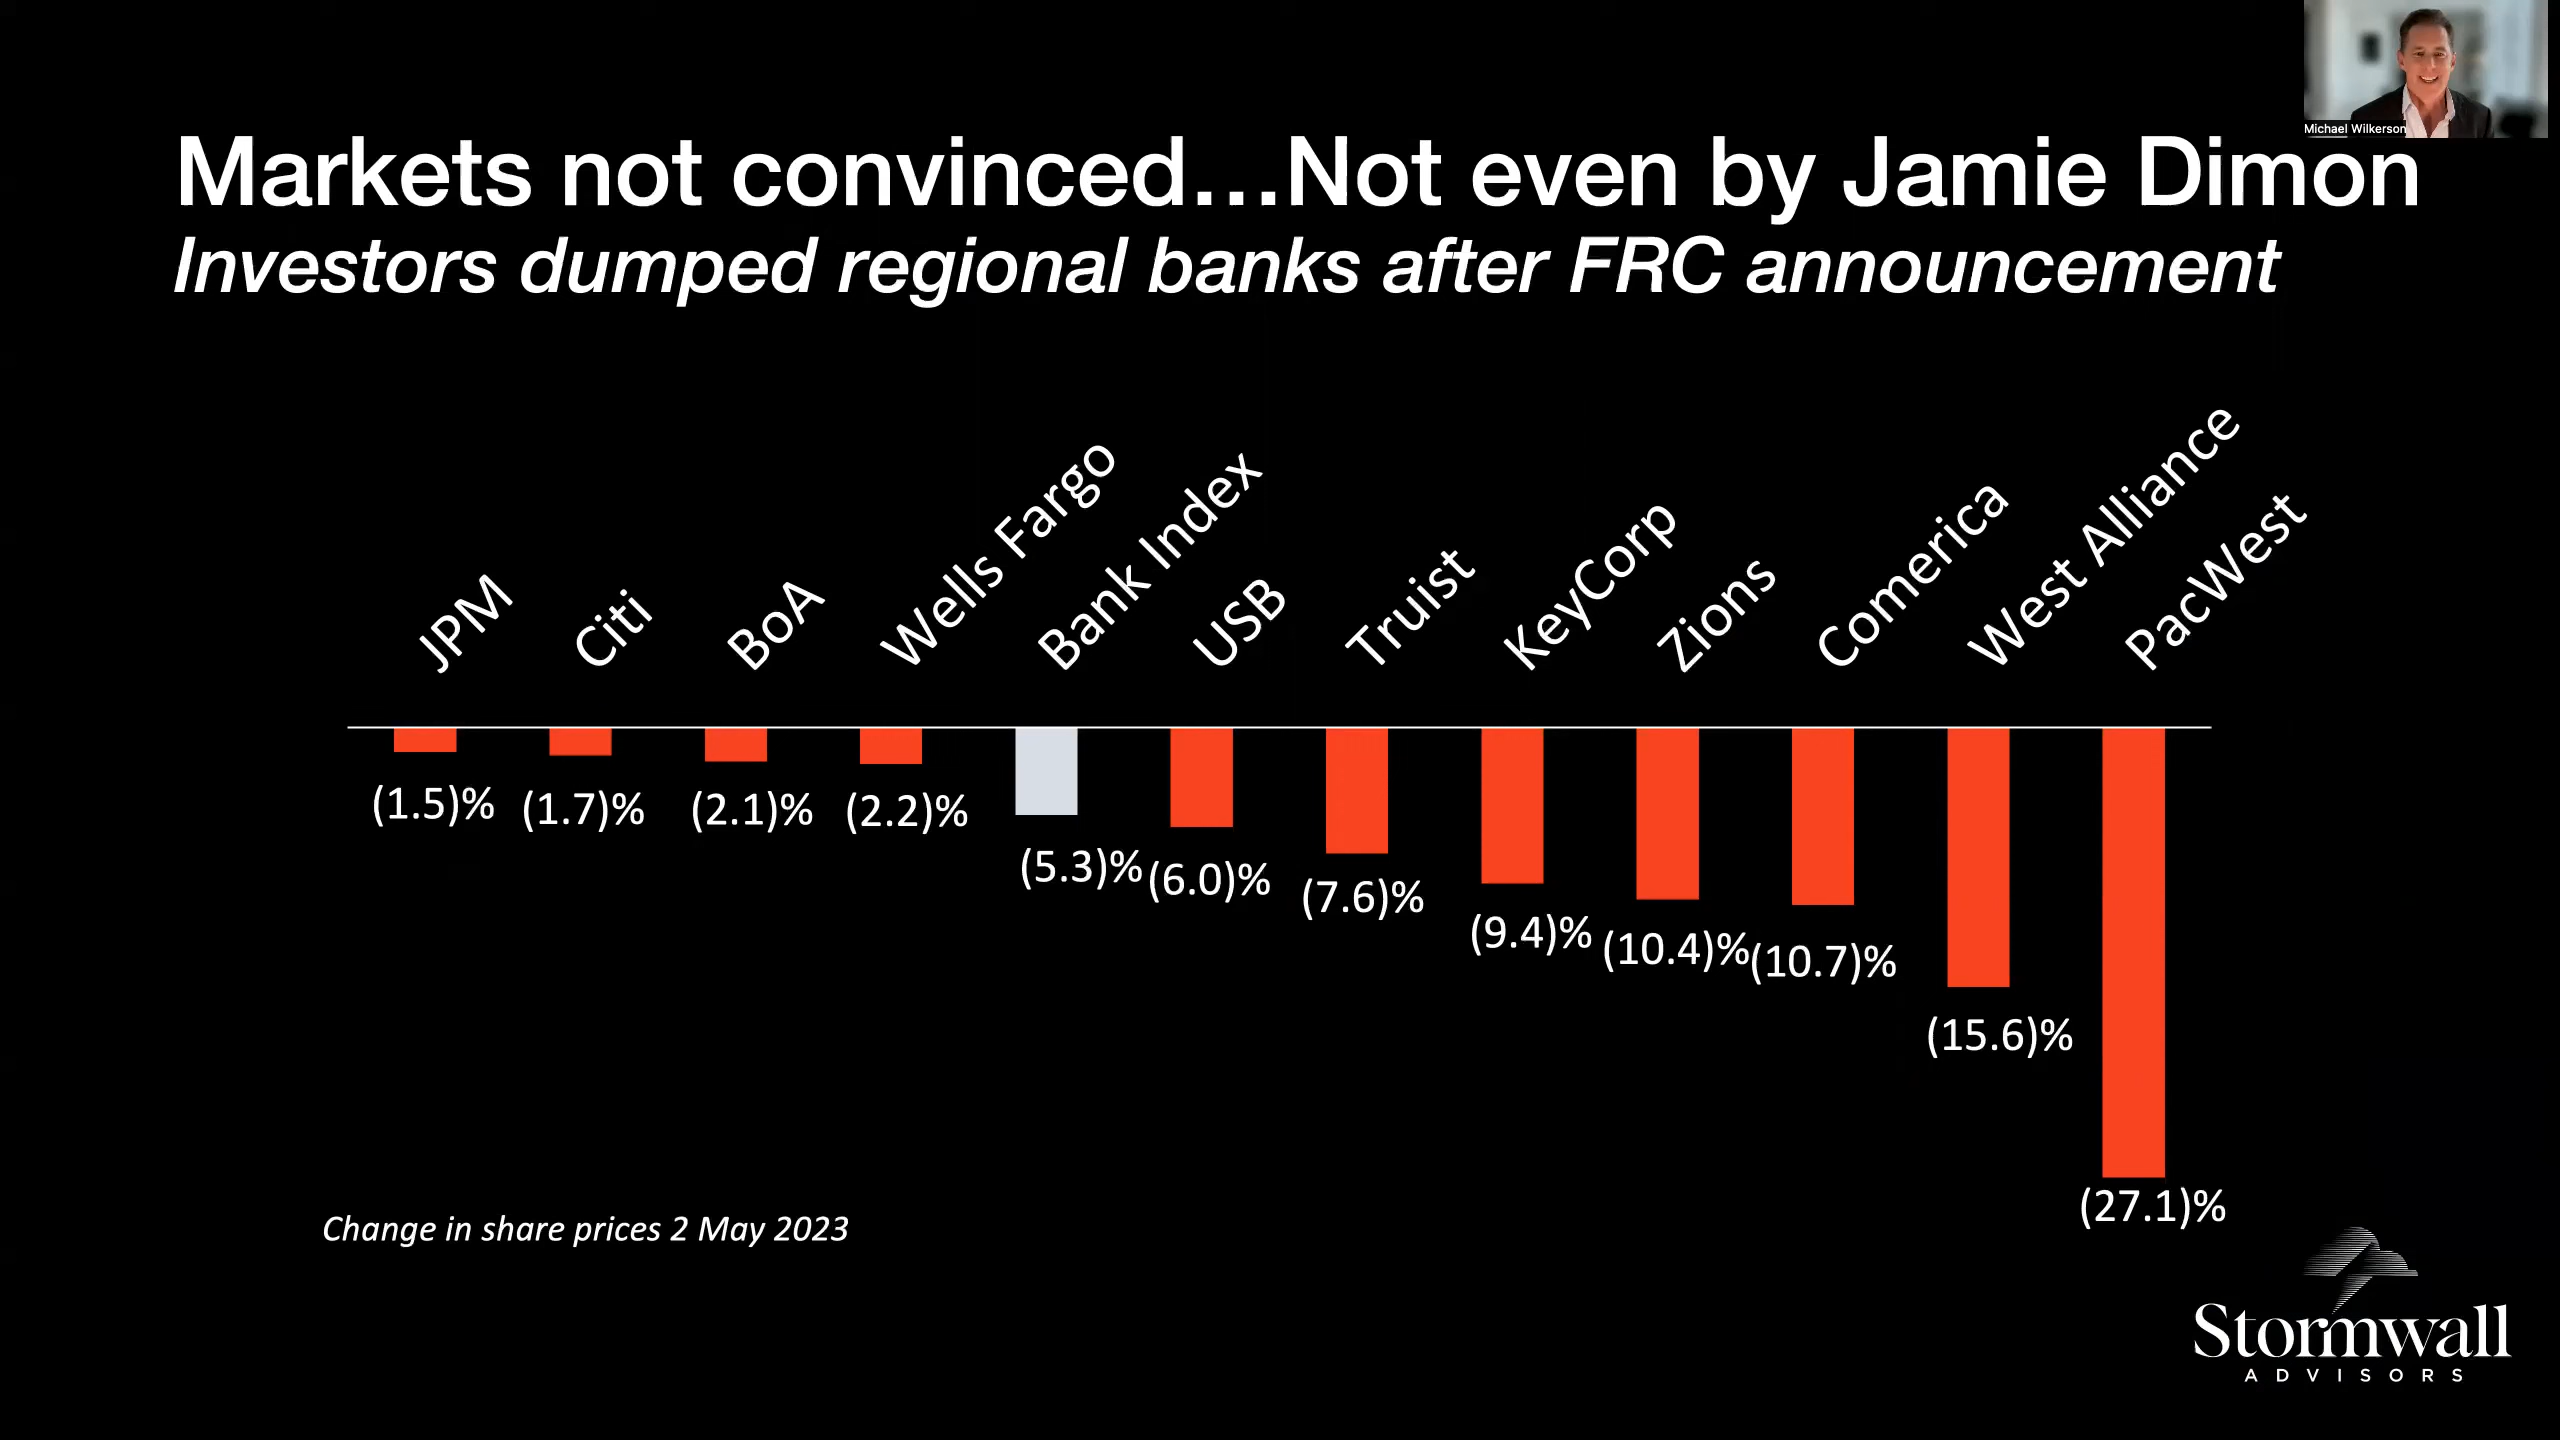 Michael Wilkerson
Markets not convinced...Not even by Jamie Dimon
Investors dumped regional banks after FRC announcement
JPM
Citi
BoA
Wells Fargo
Bank Index
USB
Truist
KeyCorp
Zions
Comerica
West Alliance
PacWest
(1.5)%
(1.7)%
(2.1)%
(2.2)%
(5.3)%
(6.0)%
(7.6)%
(9.4)%
(10.4)%
(10.7)%
(15.6)%
(27.1)%
Change in share prices 2 May 2023
Stormwall
ADVISORS